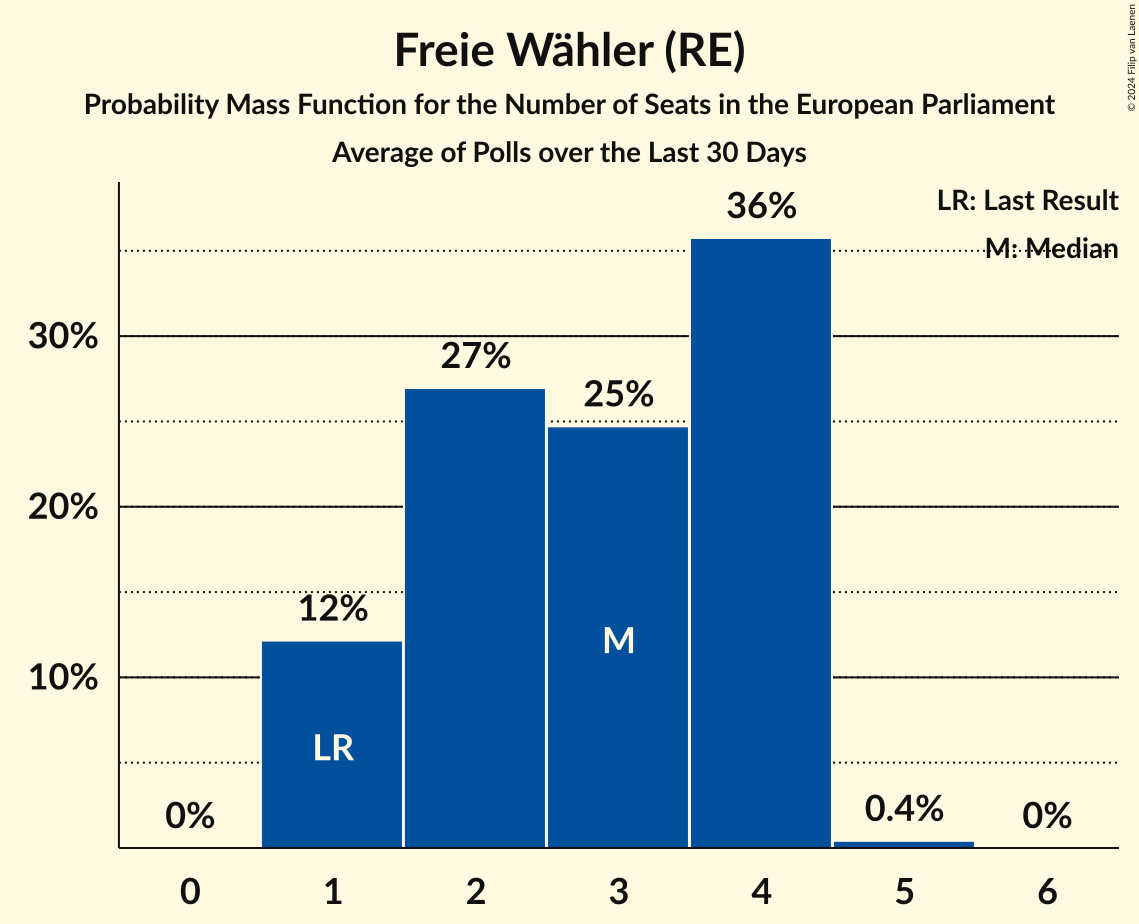 Freie Wähler (RE)
Probability Mass Function for the Number of Seats in the European Parliament
Average of Polls over the Last 30 Days
© 2024 Filip van Laenen
LR: Last Result
M: Median
36%
30%
27%
25%
20%
12%
10%
M
LR
0%
0.4%
0%
0 1 2 3 4 5 6